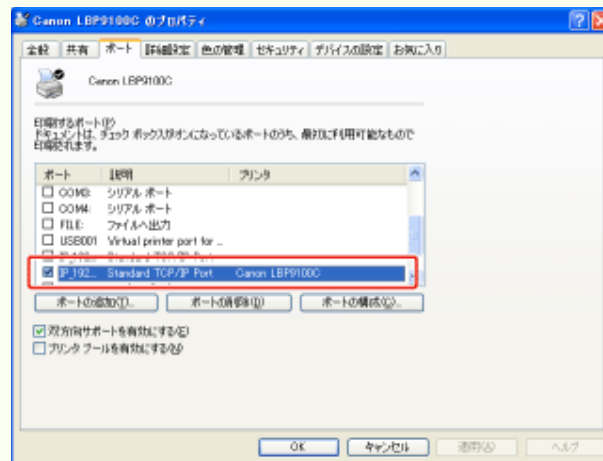 Canon LBP9100C のプロパティ
全般 共有 ポート 詳細設定 色の管理 セキュリティ デバイスの設定 お気に入り
Canon LBP9100C
印刷するポート(P)
ドキュメントは、チェック ボックスがオンになっているポートのうち、最初に利用可能なもので
印刷されます。
ポート 説明 プリンタ
COM3: シリアル ポート
COM4: シリアル ポート
FILE: ファイルへ出力
USB001 Virtual printer port for ...
IP_192... Standard TCP/IP Port
IP_192... Standard TCP/IP Port Canon LBP9100C
ポートの追加(T)... ポートの削除(D) ポートの構成(C)...
双方向サポートを有効にする(E)
プリンタ プールを有効にする(N)
OK キャンセル 適用(A) ヘルプ